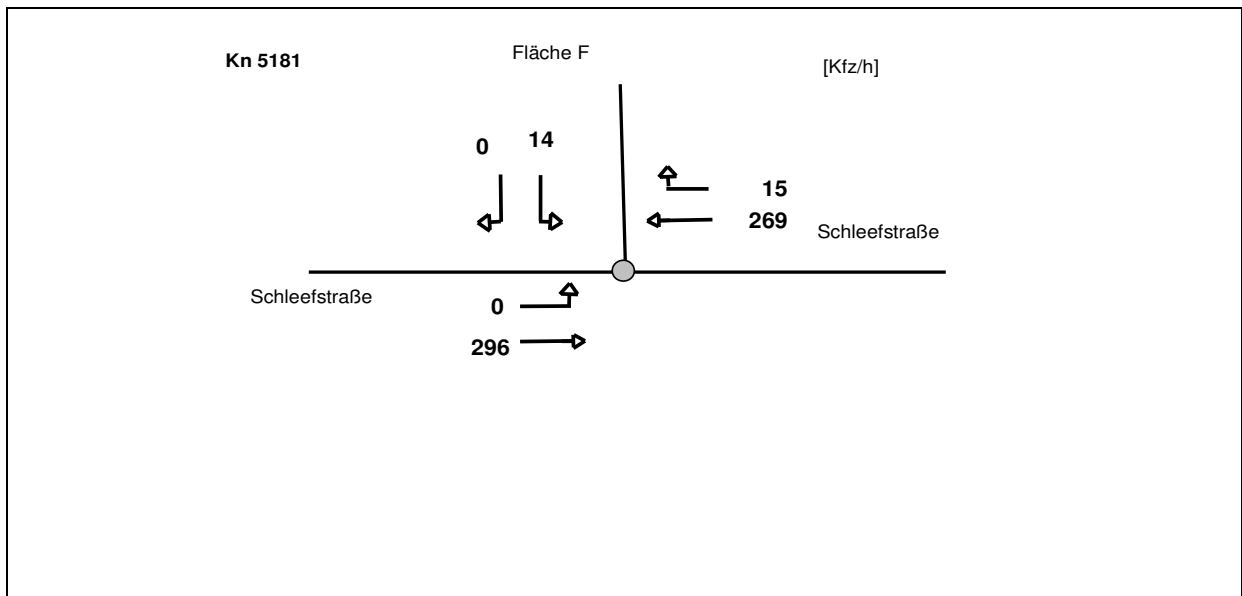 Kn 5181
Fläche F
[Kfz/h]
0
14
15
269
Schleefstraße
Schleefstraße
0
296